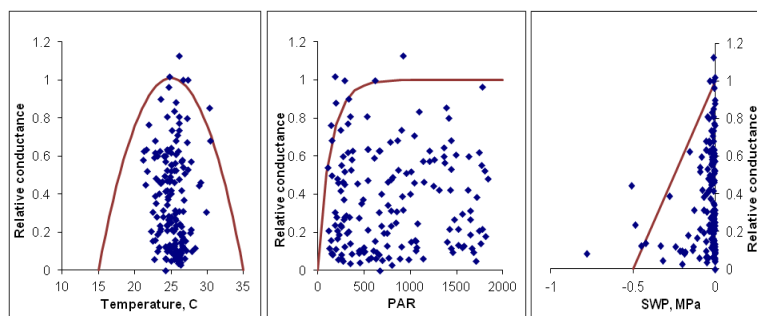 Relative conductance
1.2
1
0.8
0.6
0.4
0.2
0
10 15 20 25 30 35
Temperature, C
Relative conductance
1.2
1
0.8
0.6
0.4
0.2
0
0 500 1000 1500 2000
PAR
Relative conductance
1.2
1
0.8
0.6
0.4
0.2
0
-1 -0.5 0
SWP, MPa
Relative conductance